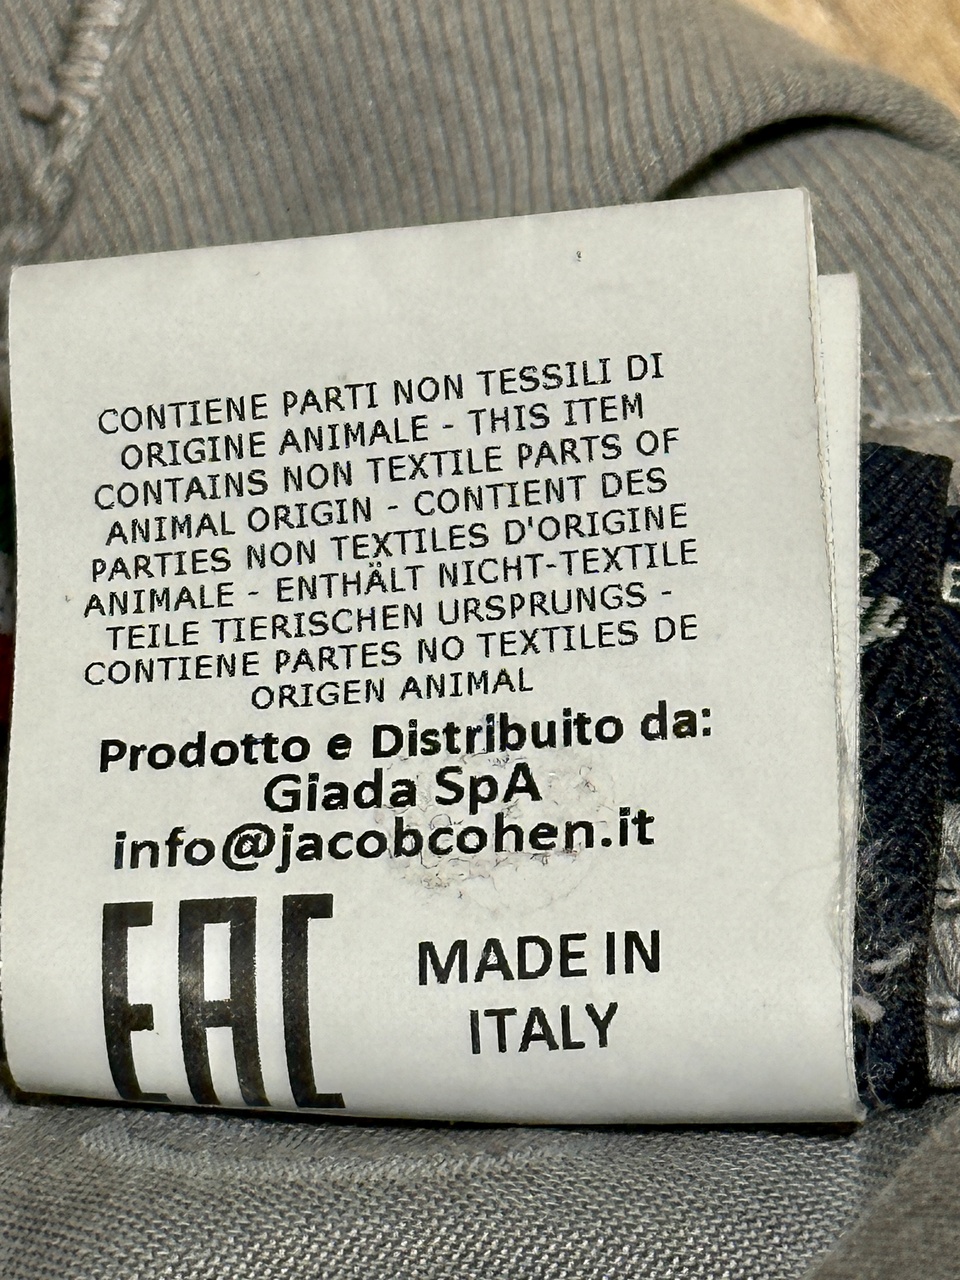 CONTIENE PARTI NON TESSILI DI
ORIGINE ANIMALE - THIS ITEM
CONTAINS NON TEXTILE PARTS OF
ANIMAL ORIGIN - CONTIENT DES
PARTIES NON TEXTILES D'ORIGINE
ANIMALE - ENTHÄLT NICHT-TEXTILE
TEILE TIERISCHEN URSPRUNGS -
CONTIENE PARTES NO TEXTILES DE
ORIGEN ANIMAL
Prodotto e Distribuito da:
Giada SpA
info@jacobcohen.it
EAC
MADE IN
ITALY